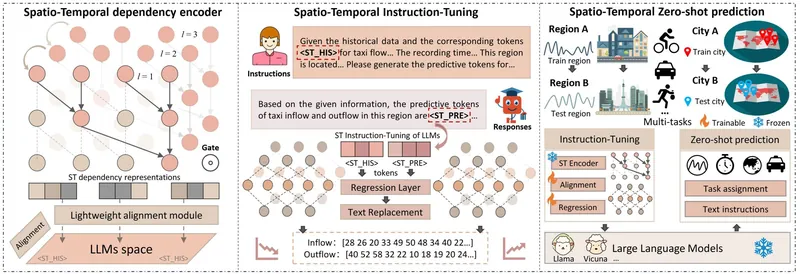 Spatio-Temporal dependency encoder
l = 3
l = 2
l = 1
Gate
ST dependency representations
Lightweight alignment module
Alignment
LLMs space
<ST_HIS>
<ST_HIS>
Spatio-Temporal Instruction-Tuning
Given the historical data and the corresponding tokens
<ST_HIS> for taxi flow... The recording time... This region
is located... Please generate the predictive tokens for...
Instructions
Based on the given information, the predictive tokens
of taxi inflow and outflow in this region are <ST_PRE>...
Responses
ST Instruction-Tuning of LLMs
<ST_HIS> <ST_PRE>
tokens
Regression Layer
Text Replacement
Inflow: [28 26 20 33 49 50 48 34 40 22...]
Outflow: [40 52 58 32 22 10 18 19 20 24...]
Spatio-Temporal Zero-shot prediction
Region A
Train region
City A
Train city
Region B
Test region
City B
Test city
...
Multi-tasks
Trainable
Frozen
Instruction-Tuning
ST Encoder
Alignment
Regression
Zero-shot prediction
Task assignment
Text instructions
Llama
Vicuna
...
Large Language Models